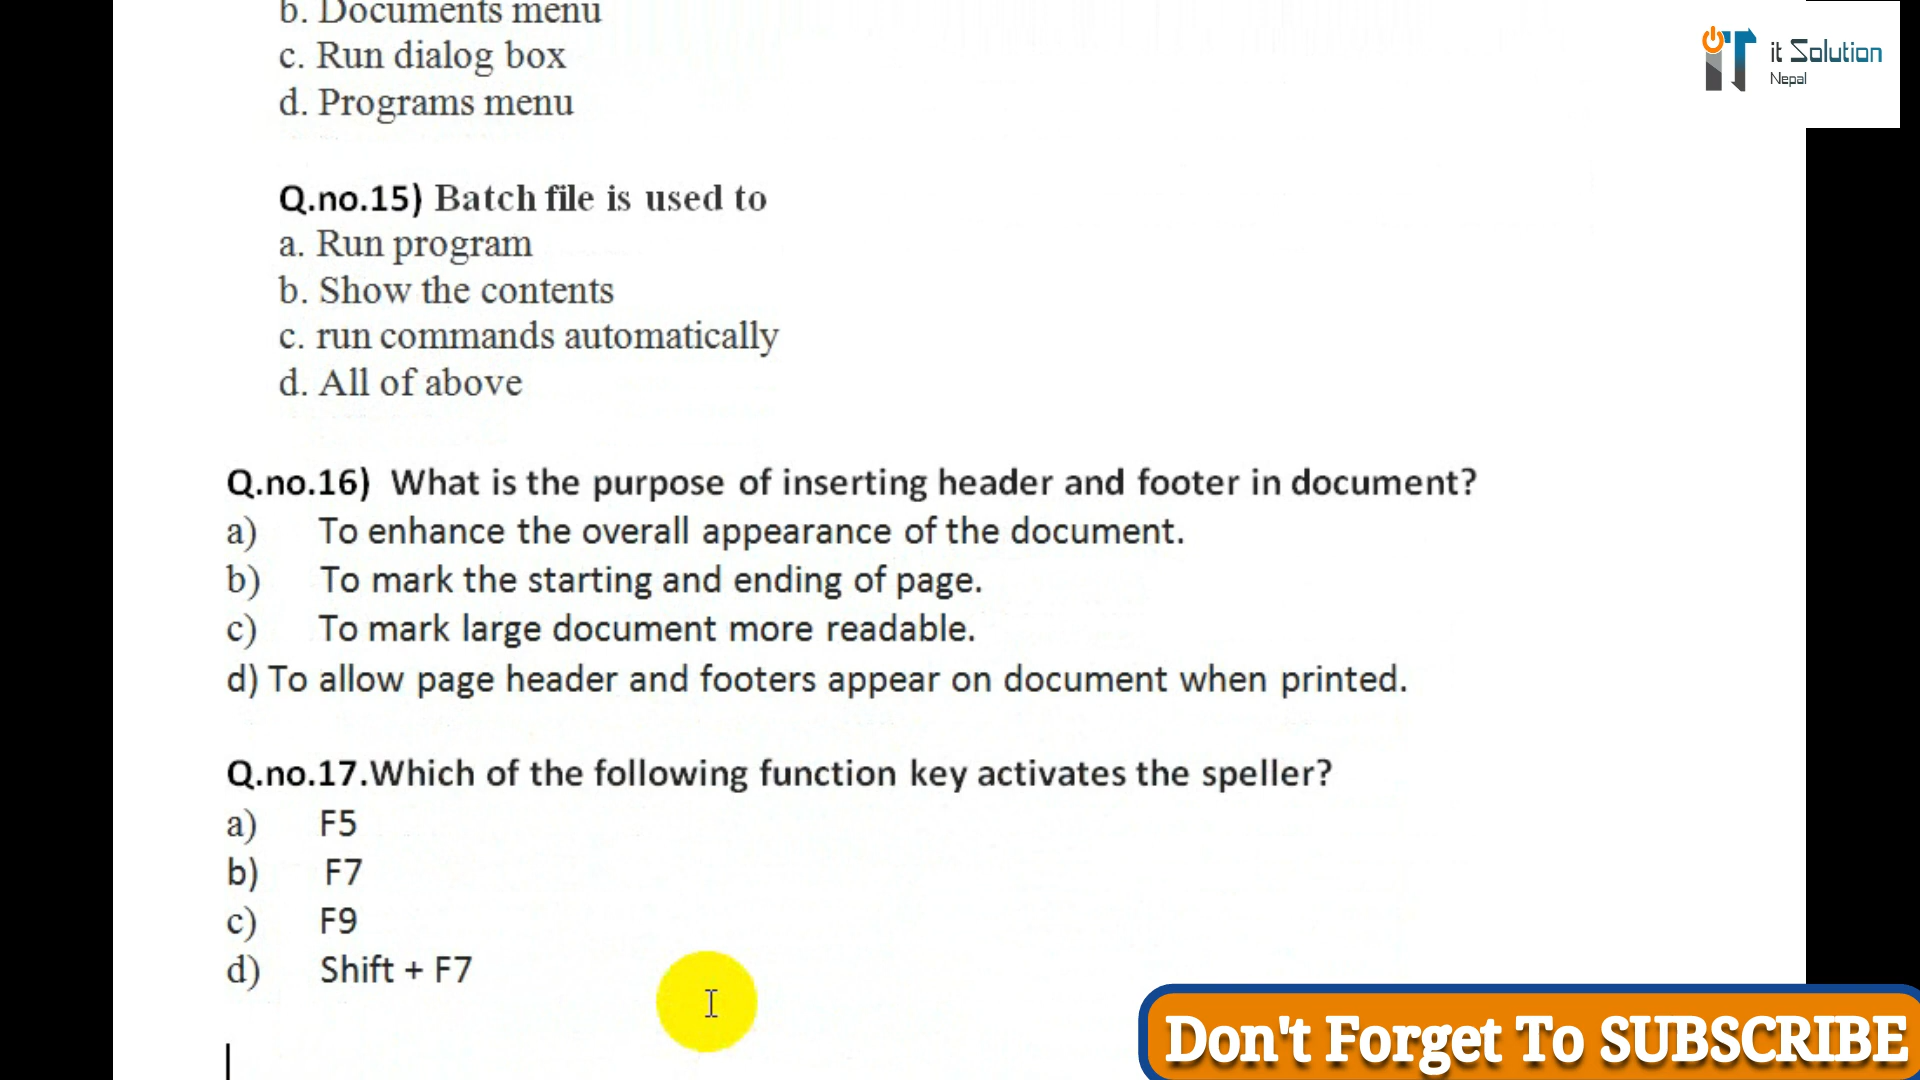 b. Documents menu
c. Run dialog box
d. Programs menu
it Solution
Nepal
Q.no.15) Batch file is used to
a. Run program
b. Show the contents
c. run commands automatically
d. All of above
Q.no.16) What is the purpose of inserting header and footer in document?
a) To enhance the overall appearance of the document.
b) To mark the starting and ending of page.
c) To mark large document more readable.
d) To allow page header and footers appear on document when printed.
Q.no.17.Which of the following function key activates the speller?
a) F5
b) F7
c) F9
d) Shift + F7
Don't Forget To SUBSCRIBE